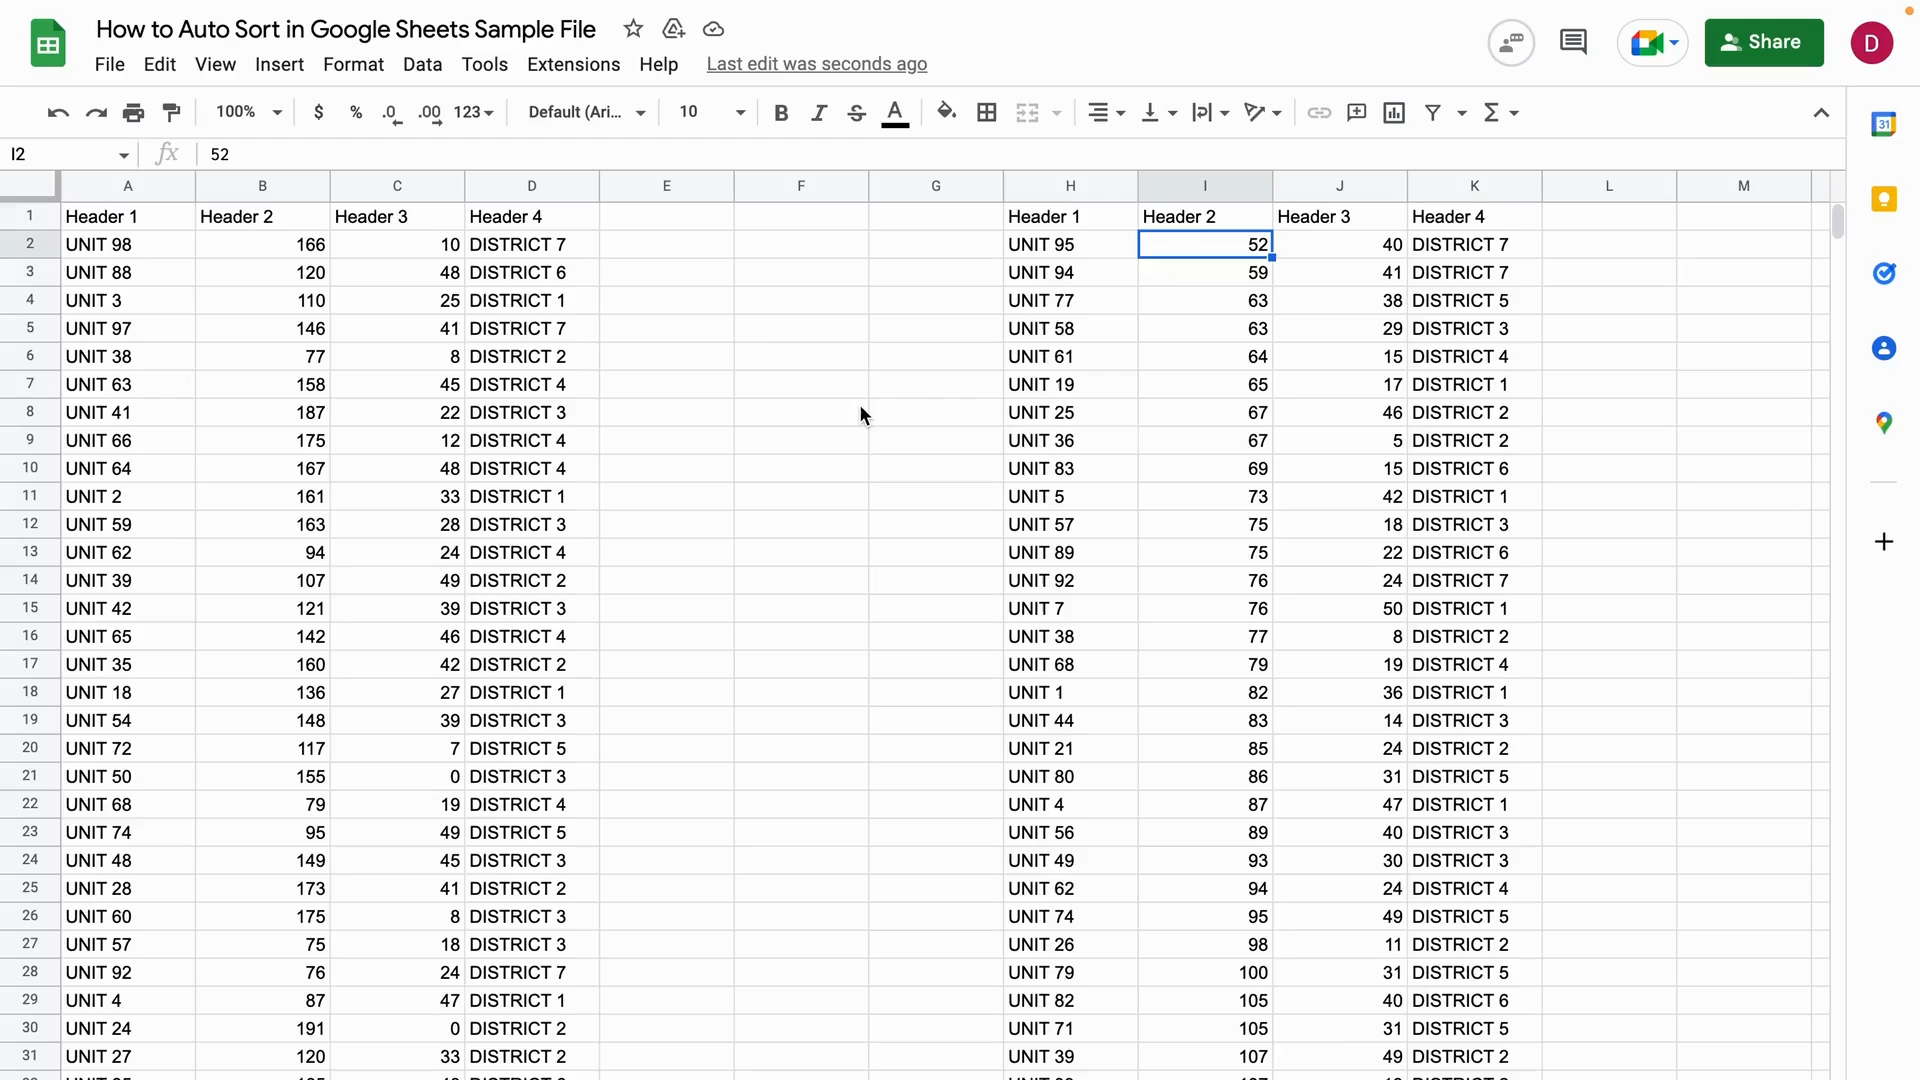 How to Auto Sort in Google Sheets Sample File
File Edit View Insert Format Data Tools Extensions Help Last edit was seconds ago
Share
D
100% $ % .0 .00 123 Default (Ari... 10 B I S A Σ
31
I2 fx 52
A B C D E F G H I J K L M
1 Header 1 Header 2 Header 3 Header 4 Header 1 Header 2 Header 3 Header 4
2 UNIT 98 166 10 DISTRICT 7 UNIT 95 52 40 DISTRICT 7
3 UNIT 88 120 48 DISTRICT 6 UNIT 94 59 41 DISTRICT 7
4 UNIT 3 110 25 DISTRICT 1 UNIT 77 63 38 DISTRICT 5
5 UNIT 97 146 41 DISTRICT 7 UNIT 58 63 29 DISTRICT 3
6 UNIT 38 77 8 DISTRICT 2 UNIT 61 64 15 DISTRICT 4
7 UNIT 63 158 45 DISTRICT 4 UNIT 19 65 17 DISTRICT 1
8 UNIT 41 187 22 DISTRICT 3 UNIT 25 67 46 DISTRICT 2
9 UNIT 66 175 12 DISTRICT 4 UNIT 36 67 5 DISTRICT 2
10 UNIT 64 167 48 DISTRICT 4 UNIT 83 69 15 DISTRICT 6
11 UNIT 2 161 33 DISTRICT 1 UNIT 5 73 42 DISTRICT 1
12 UNIT 59 163 28 DISTRICT 3 UNIT 57 75 18 DISTRICT 3
13 UNIT 62 94 24 DISTRICT 4 UNIT 89 75 22 DISTRICT 6
14 UNIT 39 107 49 DISTRICT 2 UNIT 92 76 24 DISTRICT 7
15 UNIT 42 121 39 DISTRICT 3 UNIT 7 76 50 DISTRICT 1
16 UNIT 65 142 46 DISTRICT 4 UNIT 38 77 8 DISTRICT 2
17 UNIT 35 160 42 DISTRICT 2 UNIT 68 79 19 DISTRICT 4
18 UNIT 18 136 27 DISTRICT 1 UNIT 1 82 36 DISTRICT 1
19 UNIT 54 148 39 DISTRICT 3 UNIT 44 83 14 DISTRICT 3
20 UNIT 72 117 7 DISTRICT 5 UNIT 21 85 24 DISTRICT 2
21 UNIT 50 155 0 DISTRICT 3 UNIT 80 86 31 DISTRICT 5
22 UNIT 68 79 19 DISTRICT 4 UNIT 4 87 47 DISTRICT 1
23 UNIT 74 95 49 DISTRICT 5 UNIT 56 89 40 DISTRICT 3
24 UNIT 48 149 45 DISTRICT 3 UNIT 49 93 30 DISTRICT 3
25 UNIT 28 173 41 DISTRICT 2 UNIT 62 94 24 DISTRICT 4
26 UNIT 60 175 8 DISTRICT 3 UNIT 74 95 49 DISTRICT 5
27 UNIT 57 75 18 DISTRICT 3 UNIT 26 98 11 DISTRICT 2
28 UNIT 92 76 24 DISTRICT 7 UNIT 79 100 31 DISTRICT 5
29 UNIT 4 87 47 DISTRICT 1 UNIT 82 105 40 DISTRICT 6
30 UNIT 24 191 0 DISTRICT 2 UNIT 71 105 31 DISTRICT 5
31 UNIT 27 120 33 DISTRICT 2 UNIT 39 107 49 DISTRICT 2